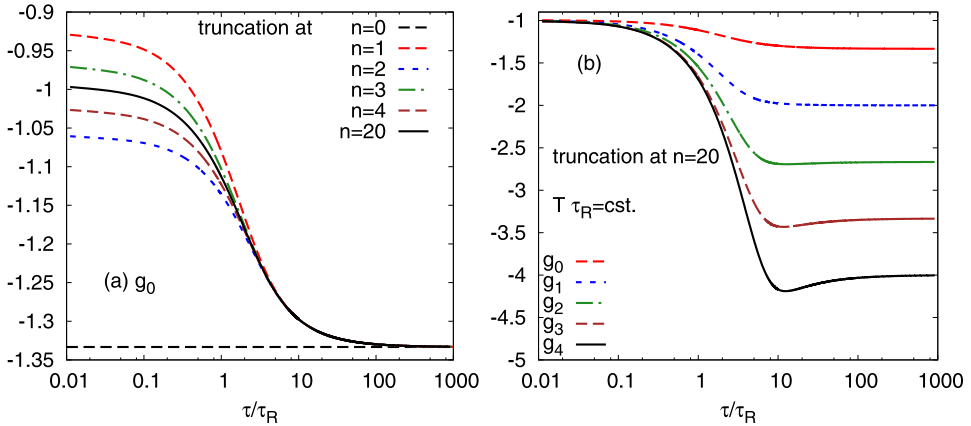 truncation at
n=0
n=1
n=2
n=3
n=4
n=20
(a) g0
-0.9
-0.95
-1
-1.05
-1.1
-1.15
-1.2
-1.25
-1.3
-1.35
0.01
0.1
1
10
100
1000
τ/τR
(b)
truncation at n=20
T τR=cst.
g0
g1
g2
g3
g4
-1
-1.5
-2
-2.5
-3
-3.5
-4
-4.5
-5
0.01
0.1
1
10
100
1000
τ/τR